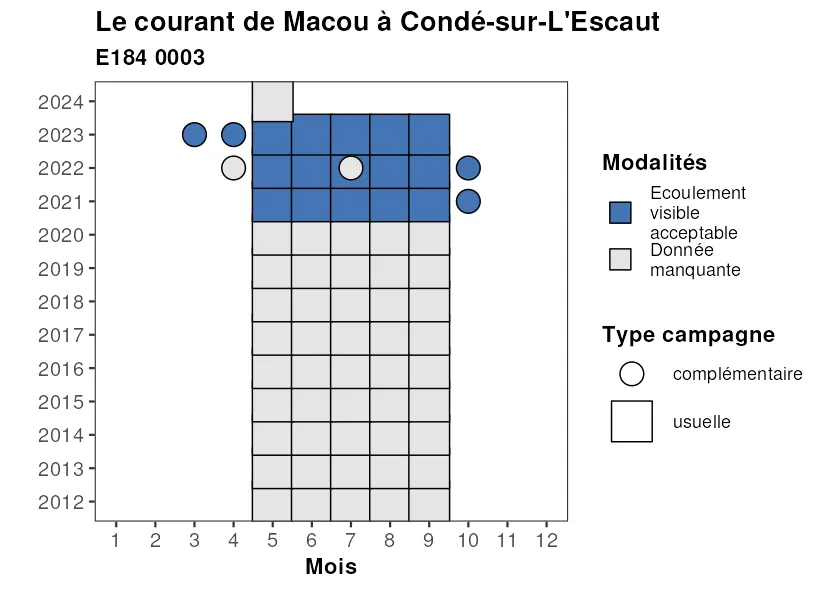 Le courant de Macou à Condé-sur-L'Escaut
E184 0003
2024
2023
2022
2021
2020
2019
2018
2017
2016
2015
2014
2013
2012
1 2 3 4 5 6 7 8 9 10 11 12
Mois
Modalités
Ecoulement
visible
acceptable
Donnée
manquante
Type campagne
complémentaire
usuelle